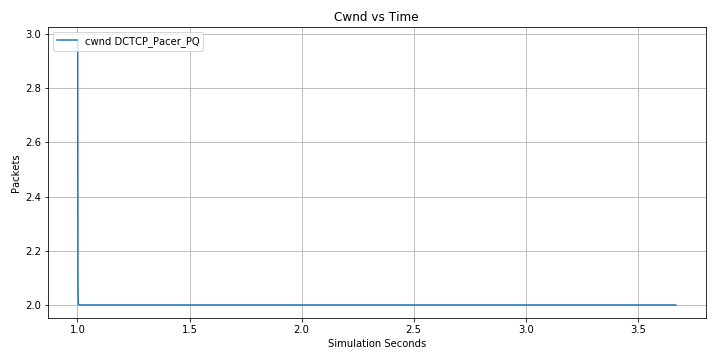 Cwnd vs Time
cwnd DCTCP_Pacer_PQ
3.0
2.8
2.6
2.4
2.2
2.0
Packets
1.0 1.5 2.0 2.5 3.0 3.5
Simulation Seconds